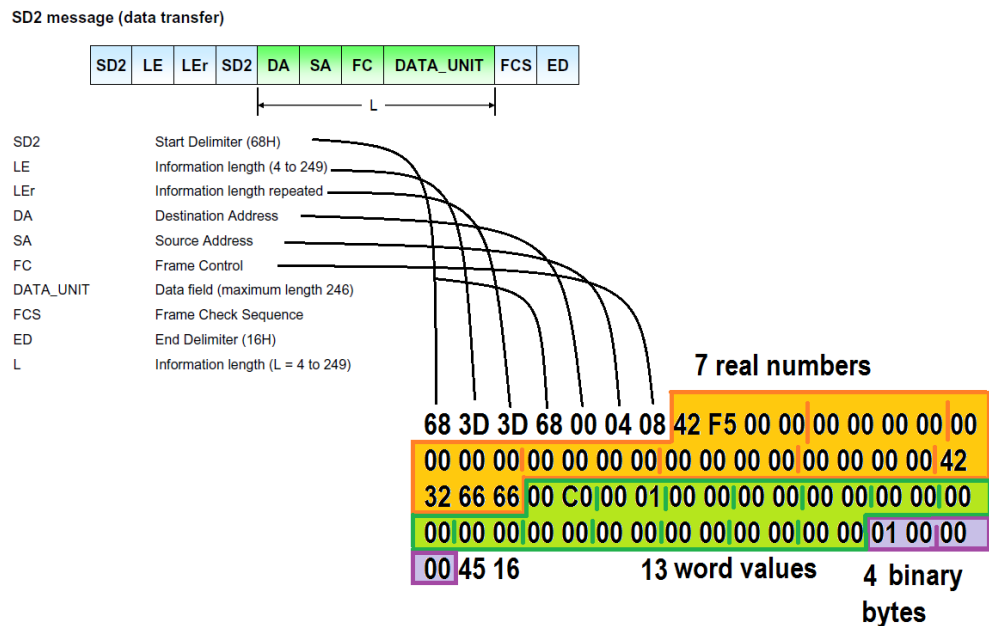 SD2 message (data transfer)
SD2 LE LEr SD2 DA SA FC DATA_UNIT FCS ED
L
SD2 Start Delimiter (68H)
LE Information length (4 to 249)
LEr Information length repeated
DA Destination Address
SA Source Address
FC Frame Control
DATA_UNIT Data field (maximum length 246)
FCS Frame Check Sequence
ED End Delimiter (16H)
L Information length (L = 4 to 249)
7 real numbers
68 3D 3D 68 00 04 08 42 F5 00 00 00 00 00 00 00
00 00 00 00 00 00 00 00 00 00 00 00 00 00 00 42
32 66 66 00 C0 00 01 00 00 00 00 00 00 00 00 00
00 00 00 00 00 00 00 00 00 00 00 00 00 01 00 00
00 45 16
13 word values
4 binary
bytes